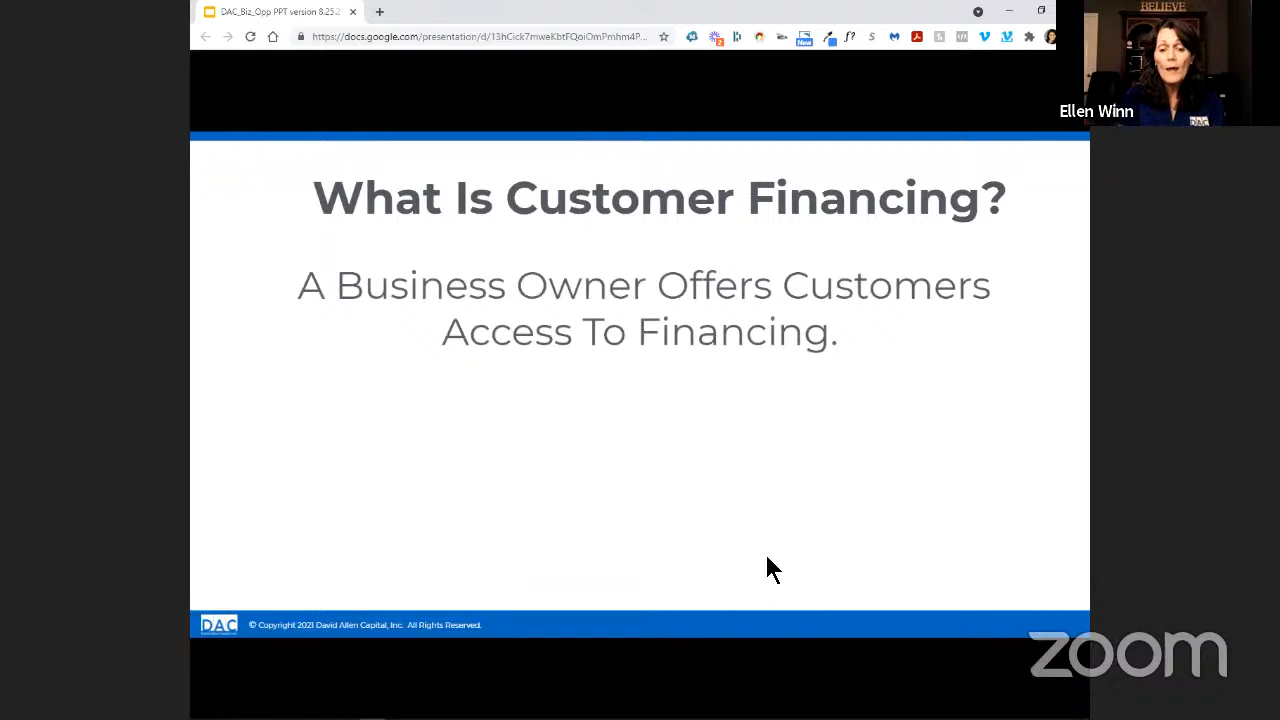 DAC_Biz_Opp PPT version 8.25.2
https://docs.google.com/presentation/d/13hCick7mweKbtFQoiOmPmhm4P...
New
BELIEVE
Ellen Winn
DAC
What Is Customer Financing?
A Business Owner Offers Customers
Access To Financing.
DAC
© Copyright 2021 David Allen Capital, Inc. All Rights Reserved.
zoom